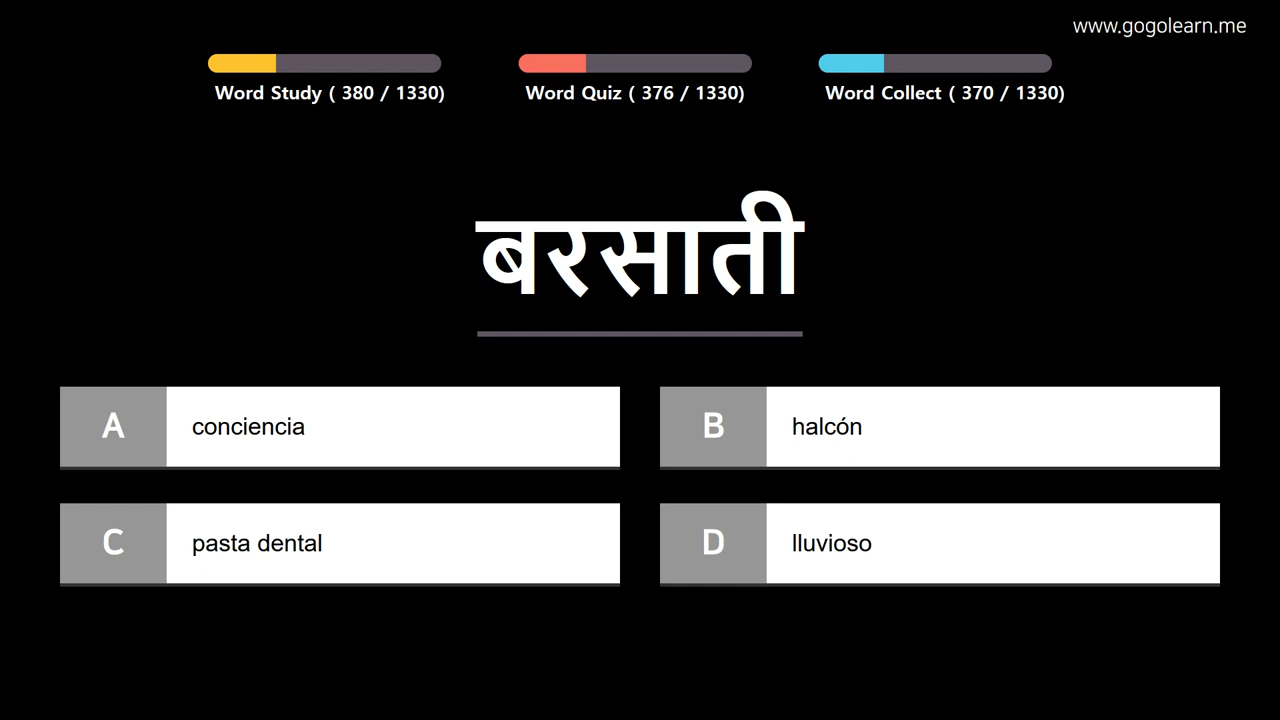 www.gogolearn.me
Word Study ( 380 / 1330)
Word Quiz ( 376 / 1330)
Word Collect ( 370 / 1330)
बरसाती
A conciencia
B halcón
C pasta dental
D lluvioso